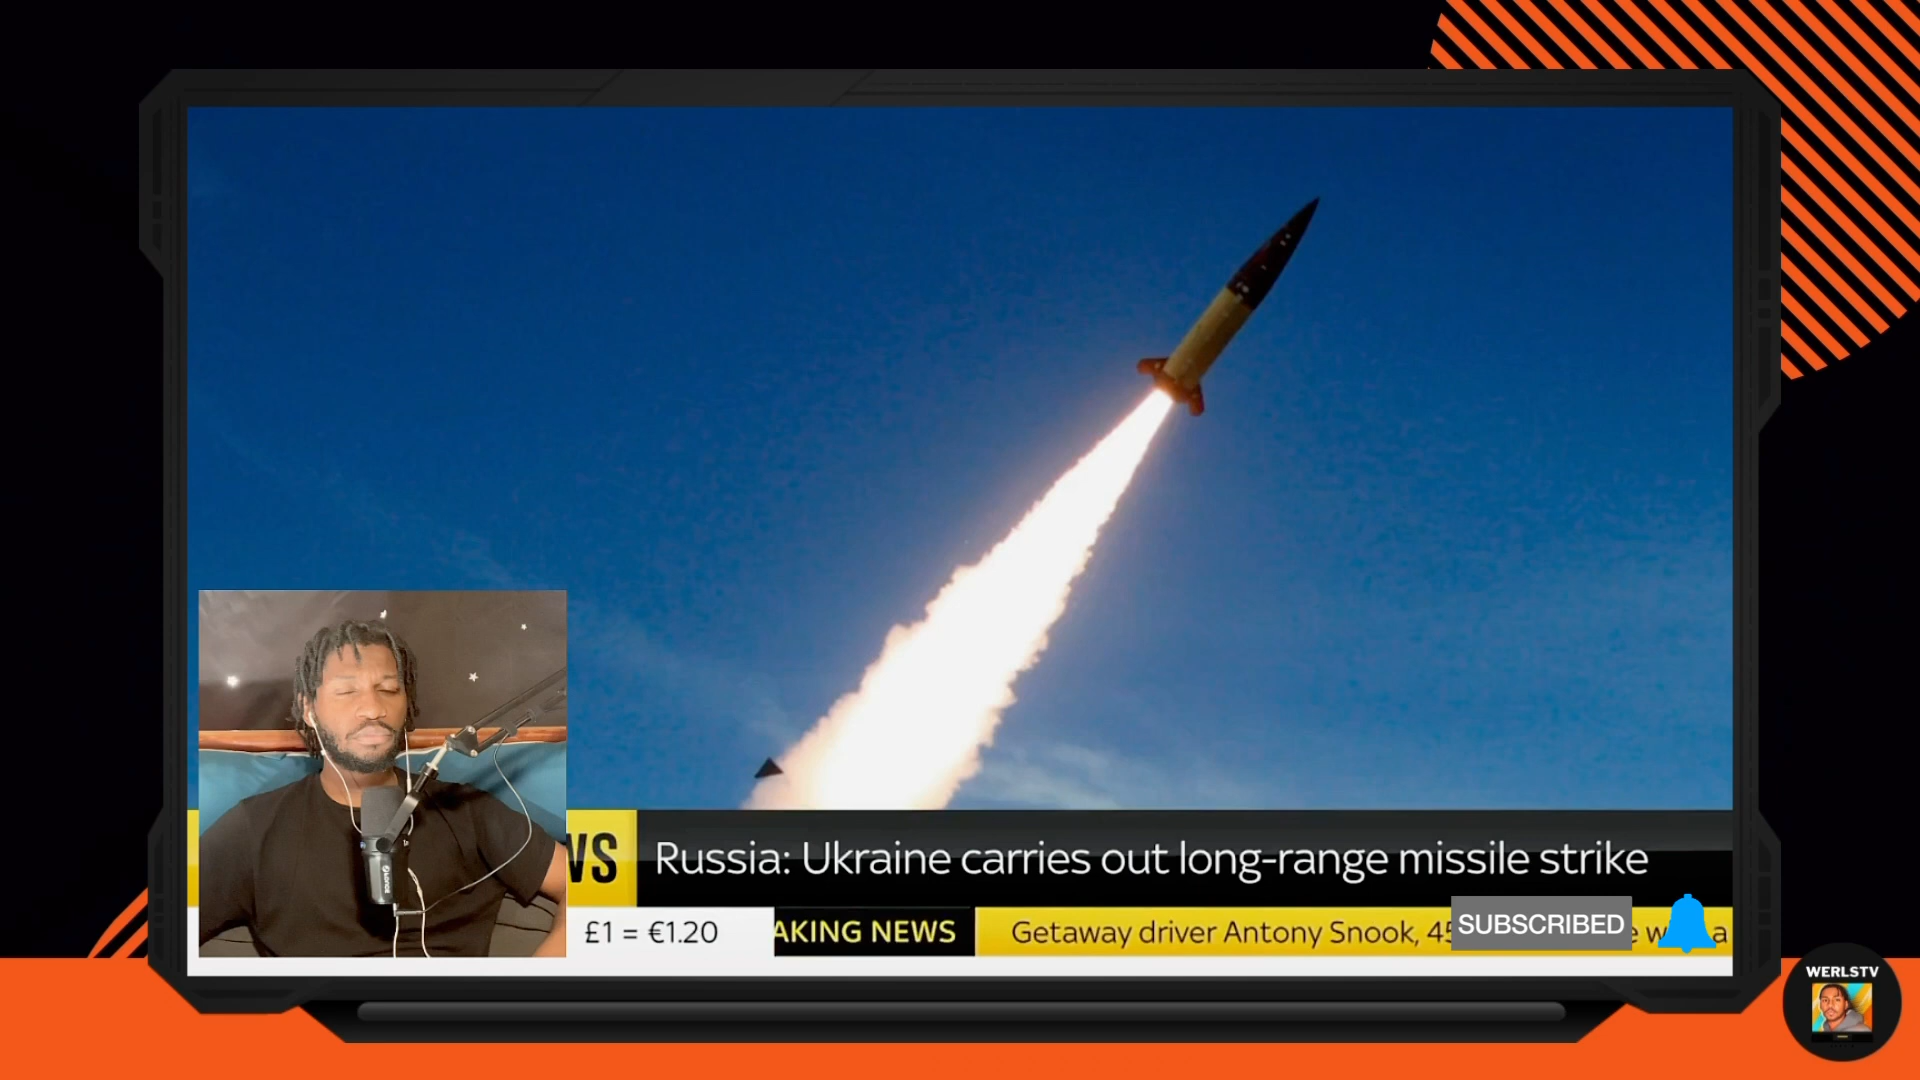 WS
Russia: Ukraine carries out long-range missile strike
£1 = €1.20
AKING NEWS
Getaway driver Antony Snook, 45
SUBSCRIBED
WERLSTV